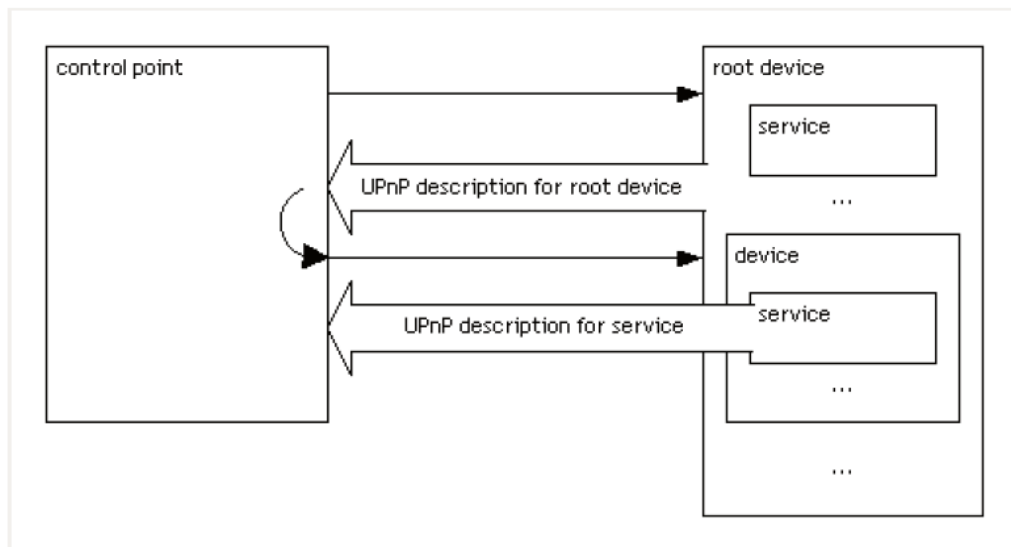 control point
root device
service
UPnP description for root device
...
device
service
UPnP description for service
...
...